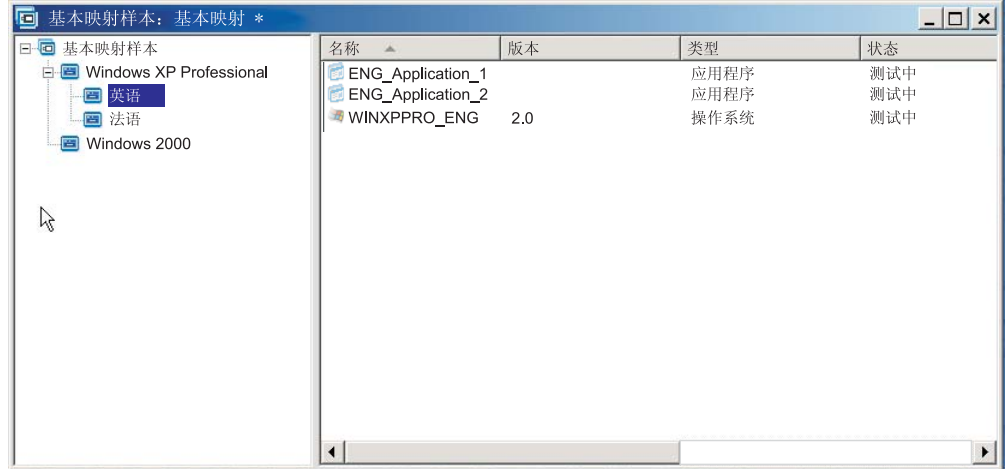 基本映射样本：基本映射 *
基本映射样本
Windows XP Professional
英语
法语
Windows 2000
名称 版本 类型 状态
ENG_Application_1 应用程序 测试中
ENG_Application_2 应用程序 测试中
WINXPPRO_ENG 2.0 操作系统 测试中